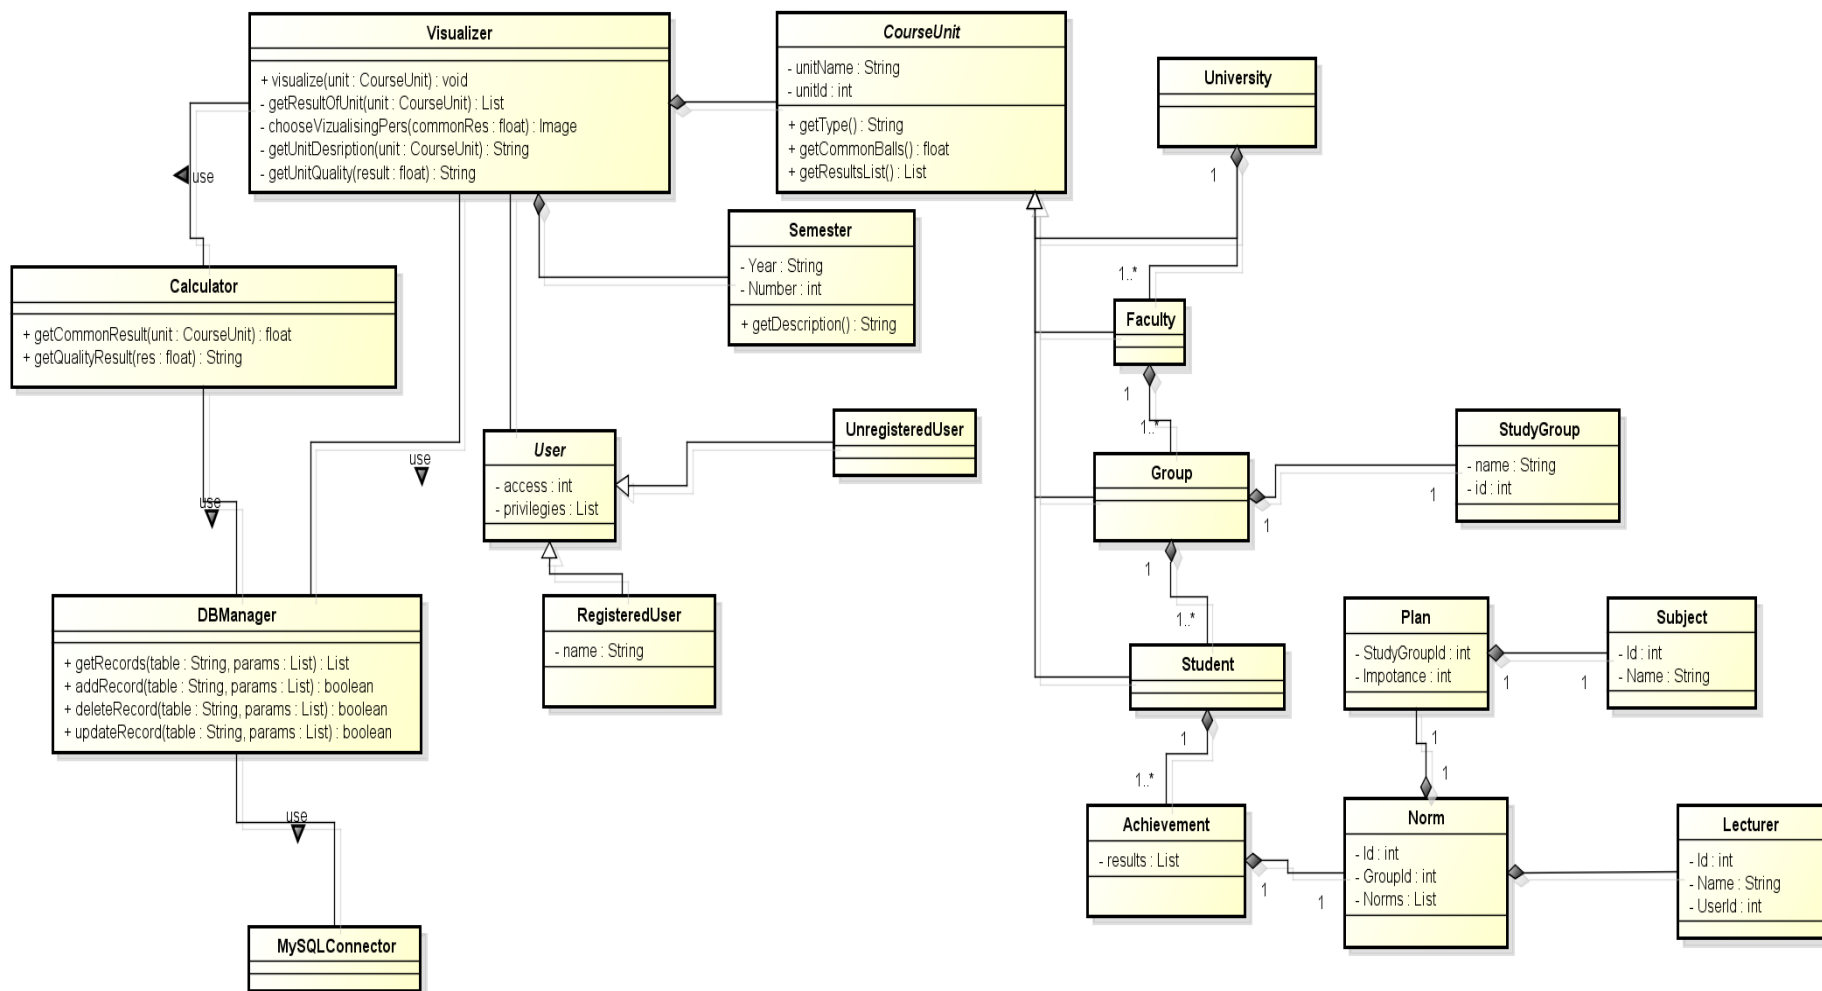 Visualizer
+ visualize(unit : CourseUnit) : void
- getResultOfUnit(unit : CourseUnit) : List
- chooseVizualisingPers(commonRes : float) : Image
- getUnitDesription(unit : CourseUnit) : String
- getUnitQuality(result : float) : String
CourseUnit
- unitName : String
- unitId : int
+ getType() : String
+ getCommonBalls() : float
+ getResultsList() : List
University
1
use
Semester
- Year : String
- Number : int
+ getDescription() : String
1..*
Calculator
+ getCommonResult(unit : CourseUnit) : float
+ getQualityResult(res : float) : String
Faculty
1
1..*
User
- access : int
- privilegies : List
UnregisteredUser
StudyGroup
- name : String
- id : int
use
use
Group
1
1
1
1..*
DBManager
+ getRecords(table : String, params : List) : List
+ addRecord(table : String, params : List) : boolean
+ deleteRecord(table : String, params : List) : boolean
+ updateRecord(table : String, params : List) : boolean
RegisteredUser
- name : String
Student
1
1..*
Plan
- StudyGroupId : int
- Impotance : int
1
1
Subject
- Id : int
- Name : String
1
1
use
Achievement
- results : List
1
1
Norm
- Id : int
- GroupId : int
- Norms : List
Lecturer
- Id : int
- Name : String
- UserId : int
MySQLConnector